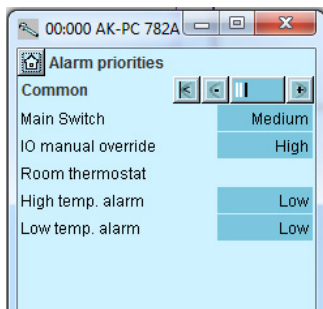 00:000 AK-PC 782A
Alarm priorities
Common
Main Switch Medium
IO manual override High
Room thermostat
High temp. alarm Low
Low temp. alarm Low